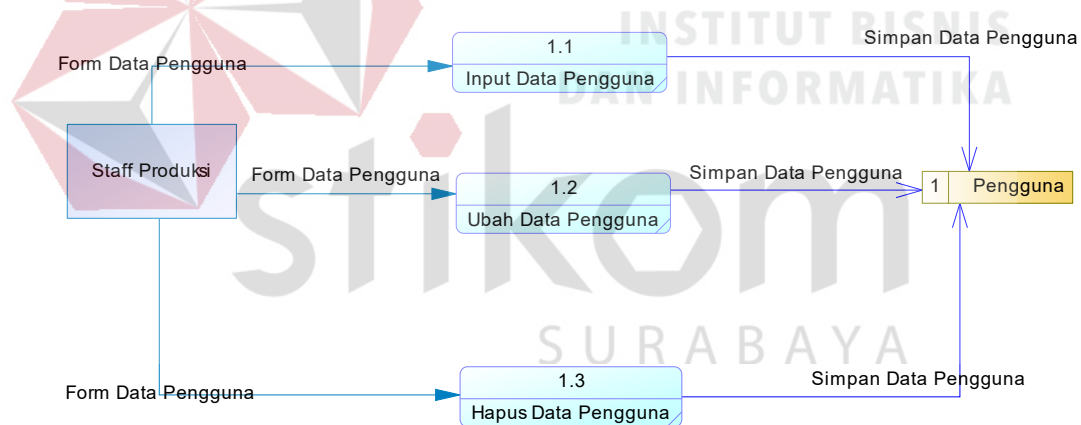 INSTITUT BISNIS
DAN INFORMATIKA
stikom
SURABAYA
Form Data Pengguna
1.1
Input Data Pengguna
Simpan Data Pengguna
Staff Produksi
Form Data Pengguna
1.2
Ubah Data Pengguna
Simpan Data Pengguna
1 Pengguna
Form Data Pengguna
1.3
Hapus Data Pengguna
Simpan Data Pengguna